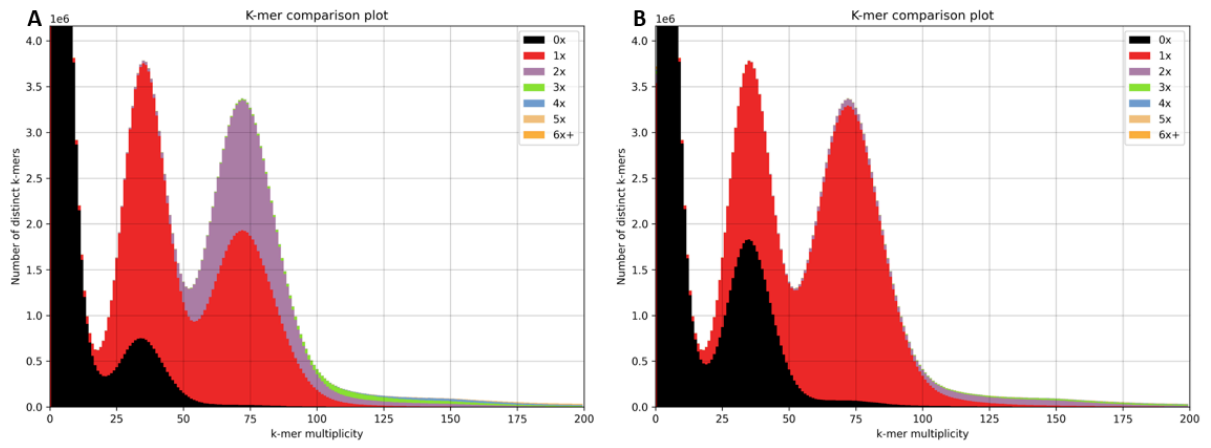 A
K-mer comparison plot
1e6
Number of distinct k-mers
4.0
3.5
3.0
2.5
2.0
1.5
1.0
0.5
0.0
0x
1x
2x
3x
4x
5x
6x+
0 25 50 75 100 125 150 175 200
k-mer multiplicity
B
K-mer comparison plot
1e6
Number of distinct k-mers
4.0
3.5
3.0
2.5
2.0
1.5
1.0
0.5
0.0
0x
1x
2x
3x
4x
5x
6x+
0 25 50 75 100 125 150 175 200
k-mer multiplicity